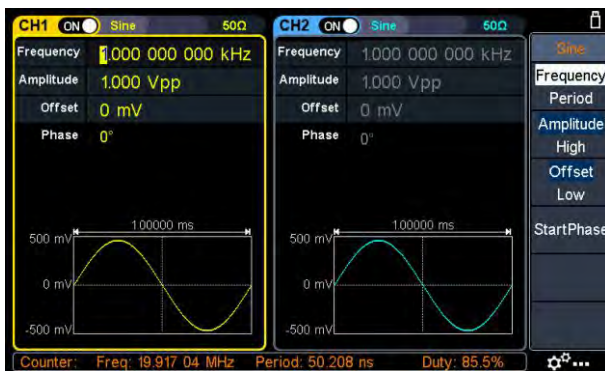 CH1 ON Sine 50Ω
Frequency 1.000 000 000 kHz
Amplitude 1.000 Vpp
Offset 0 mV
Phase 0°
1.00000 ms
500 mV
0 mV
-500 mV
CH2 ON Sine 50Ω
Frequency 1.000 000 000 kHz
Amplitude 1.000 Vpp
Offset 0 mV
Phase 0°
1.00000 ms
500 mV
0 mV
-500 mV
Sine
Frequency
Period
Amplitude
High
Offset
Low
StartPhase
Counter: Freq: 19.917 04 MHz Period: 50.208 ns Duty: 85.5%